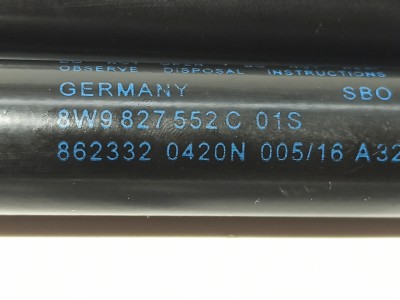 OBSERVE DISPOSAL INSTRUCTIONS
GERMANY SBO
8W9 827 552 C 01S
862332 0420N 005/16 A32